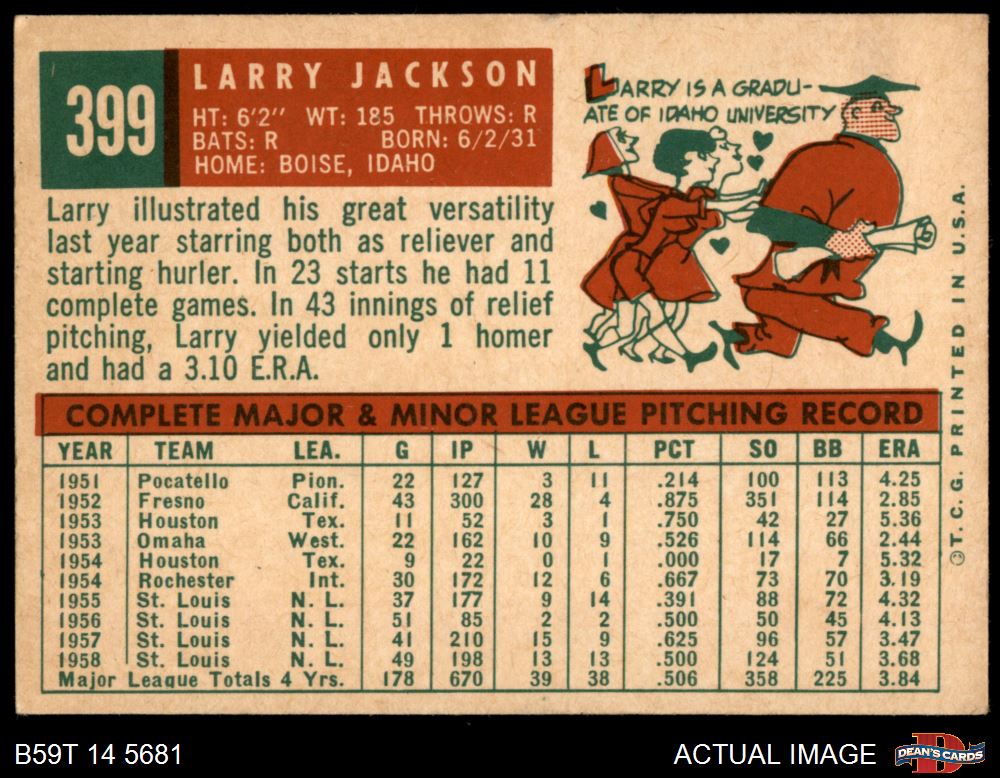 399
LARRY JACKSON
HT: 6'2" WT: 185 THROWS: R
BATS: R BORN: 6/2/31
HOME: BOISE, IDAHO
LARRY IS A GRADU-
ATE OF IDAHO UNIVERSITY
Larry illustrated his great versatility
last year starring both as reliever and
starting hurler. In 23 starts he had 11
complete games. In 43 innings of relief
pitching, Larry yielded only 1 homer
and had a 3.10 E.R.A.
COMPLETE MAJOR & MINOR LEAGUE PITCHING RECORD
YEAR TEAM LEA. G IP W L PCT SO BB ERA
1951 Pocatello Pion. 22 127 3 11 .214 100 113 4.25
1952 Fresno Calif. 43 300 28 4 .875 351 114 2.85
1953 Houston Tex. 11 52 3 1 .750 42 27 5.36
1953 Omaha West. 22 162 10 9 .526 114 66 2.44
1954 Houston Tex. 9 22 0 1 .000 17 7 5.32
1954 Rochester Int. 30 172 12 6 .667 73 70 3.19
1955 St. Louis N. L. 37 177 9 14 .391 88 72 4.32
1956 St. Louis N. L. 51 85 2 2 .500 50 45 4.13
1957 St. Louis N. L. 41 210 15 9 .625 96 57 3.47
1958 St. Louis N. L. 49 198 13 13 .500 124 51 3.68
Major League Totals 4 Yrs. 178 670 39 38 .506 358 225 3.84
©T. C. G. PRINTED IN U.S.A.
B59T 14 5681
ACTUAL IMAGE
D
DEAN'S CARDS